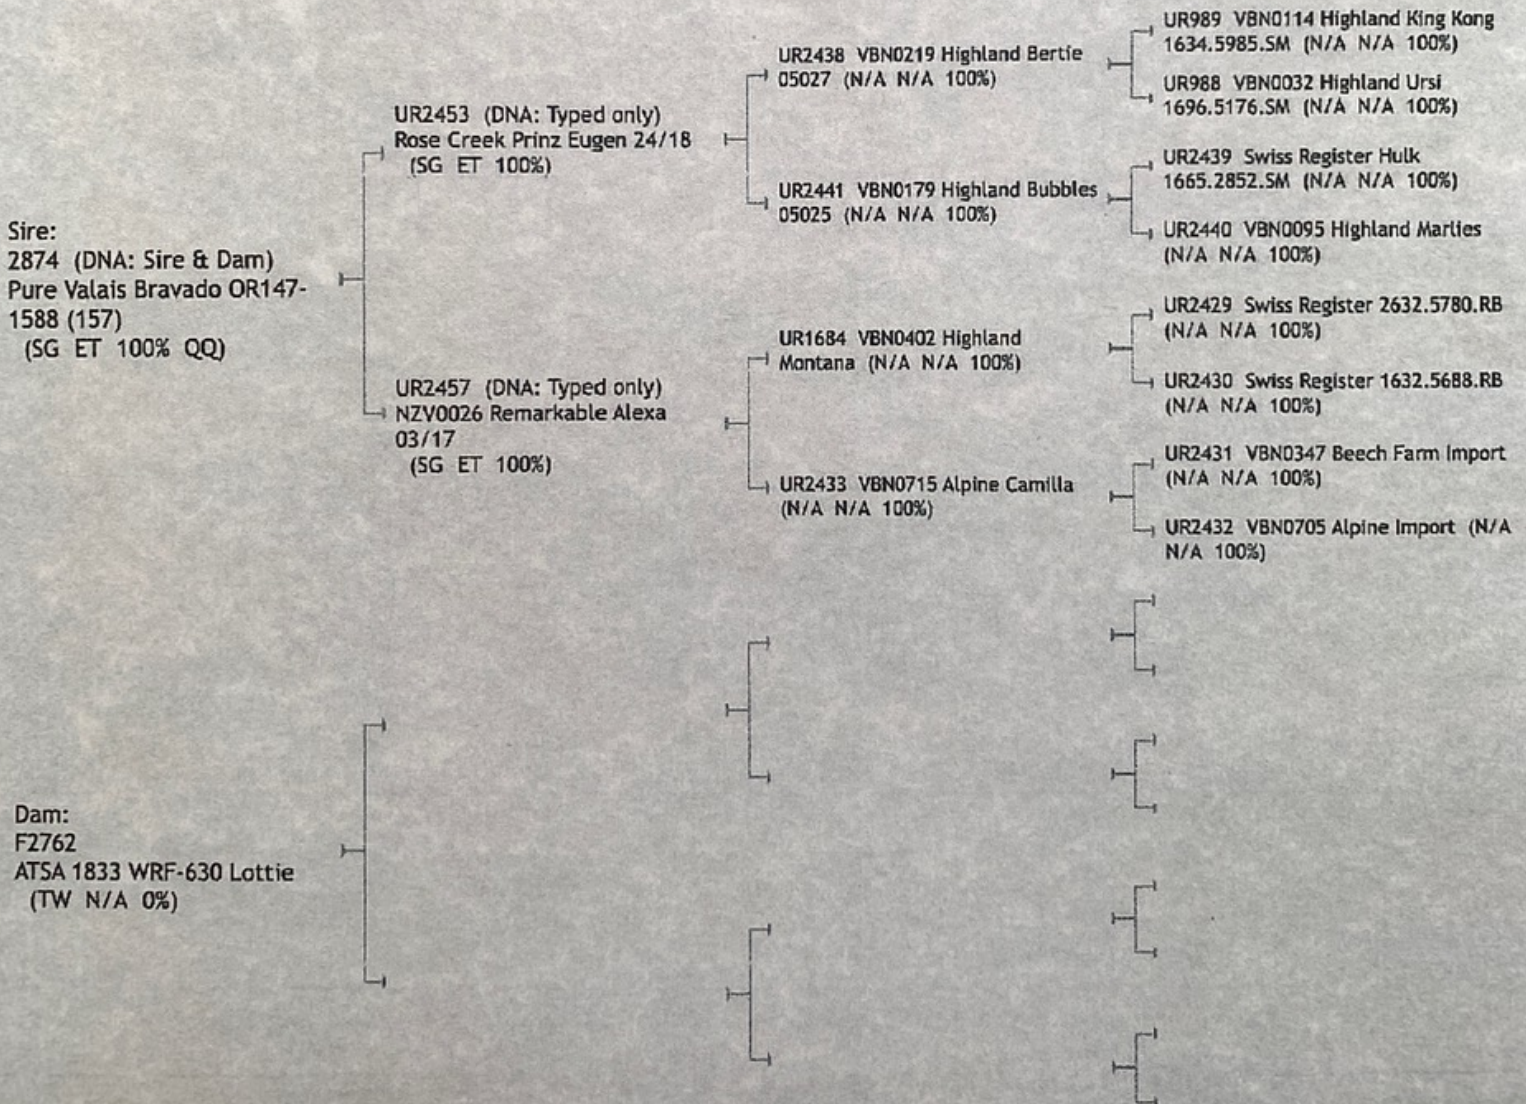 Sire:
2874 (DNA: Sire & Dam)
Pure Valais Bravado OR147-
1588 (157)
(SG ET 100% QQ)
UR2453 (DNA: Typed only)
Rose Creek Prinz Eugen 24/18
(SG ET 100%)
UR2457 (DNA: Typed only)
NZV0026 Remarkable Alexa
03/17
(SG ET 100%)
UR2438 VBN0219 Highland Bertie
05027 (N/A N/A 100%)
UR2441 VBN0179 Highland Bubbles
05025 (N/A N/A 100%)
UR1684 VBN0402 Highland
Montana (N/A N/A 100%)
UR2433 VBN0715 Alpine Camilla
(N/A N/A 100%)
UR989 VBN0114 Highland King Kong
1634.5985.SM (N/A N/A 100%)
UR988 VBN0032 Highland Ursi
1696.5176.SM (N/A N/A 100%)
UR2439 Swiss Register Hulk
1665.2852.SM (N/A N/A 100%)
UR2440 VBN0095 Highland Marlies
(N/A N/A 100%)
UR2429 Swiss Register 2632.5780.RB
(N/A N/A 100%)
UR2430 Swiss Register 1632.5688.RB
(N/A N/A 100%)
UR2431 VBN0347 Beech Farm Import
(N/A N/A 100%)
UR2432 VBN0705 Alpine Import (N/A
N/A 100%)
Dam:
F2762
ATSA 1833 WRF-630 Lottie
(TW N/A 0%)